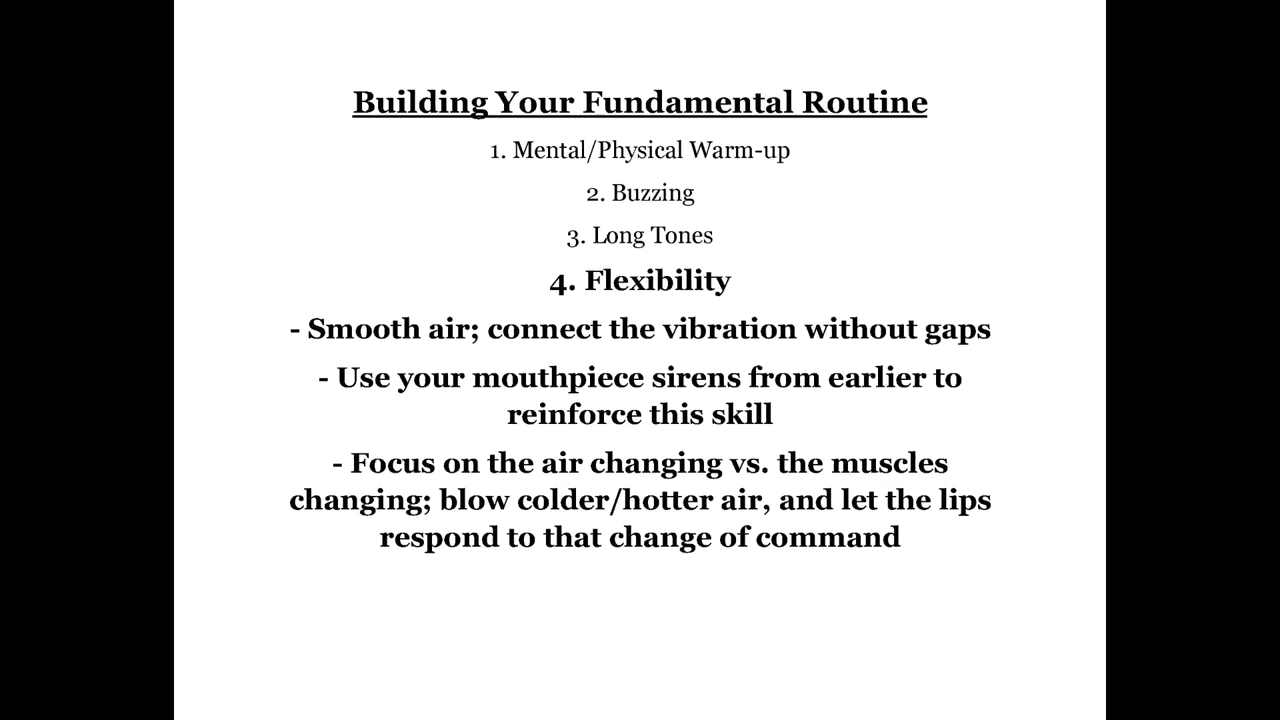 Building Your Fundamental Routine
1. Mental/Physical Warm-up
2. Buzzing
3. Long Tones
4. Flexibility
- Smooth air; connect the vibration without gaps
- Use your mouthpiece sirens from earlier to
reinforce this skill
- Focus on the air changing vs. the muscles
changing; blow colder/hotter air, and let the lips
respond to that change of command